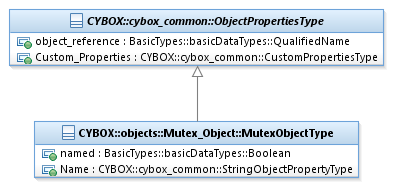 CYBOX::cybox_common::ObjectPropertiesType
object_reference : BasicTypes::basicDataTypes::QualifiedName
Custom_Properties : CYBOX::cybox_common::CustomPropertiesType
CYBOX::objects::Mutex_Object::MutexObjectType
named : BasicTypes::basicDataTypes::Boolean
Name : CYBOX::cybox_common::StringObjectPropertyType